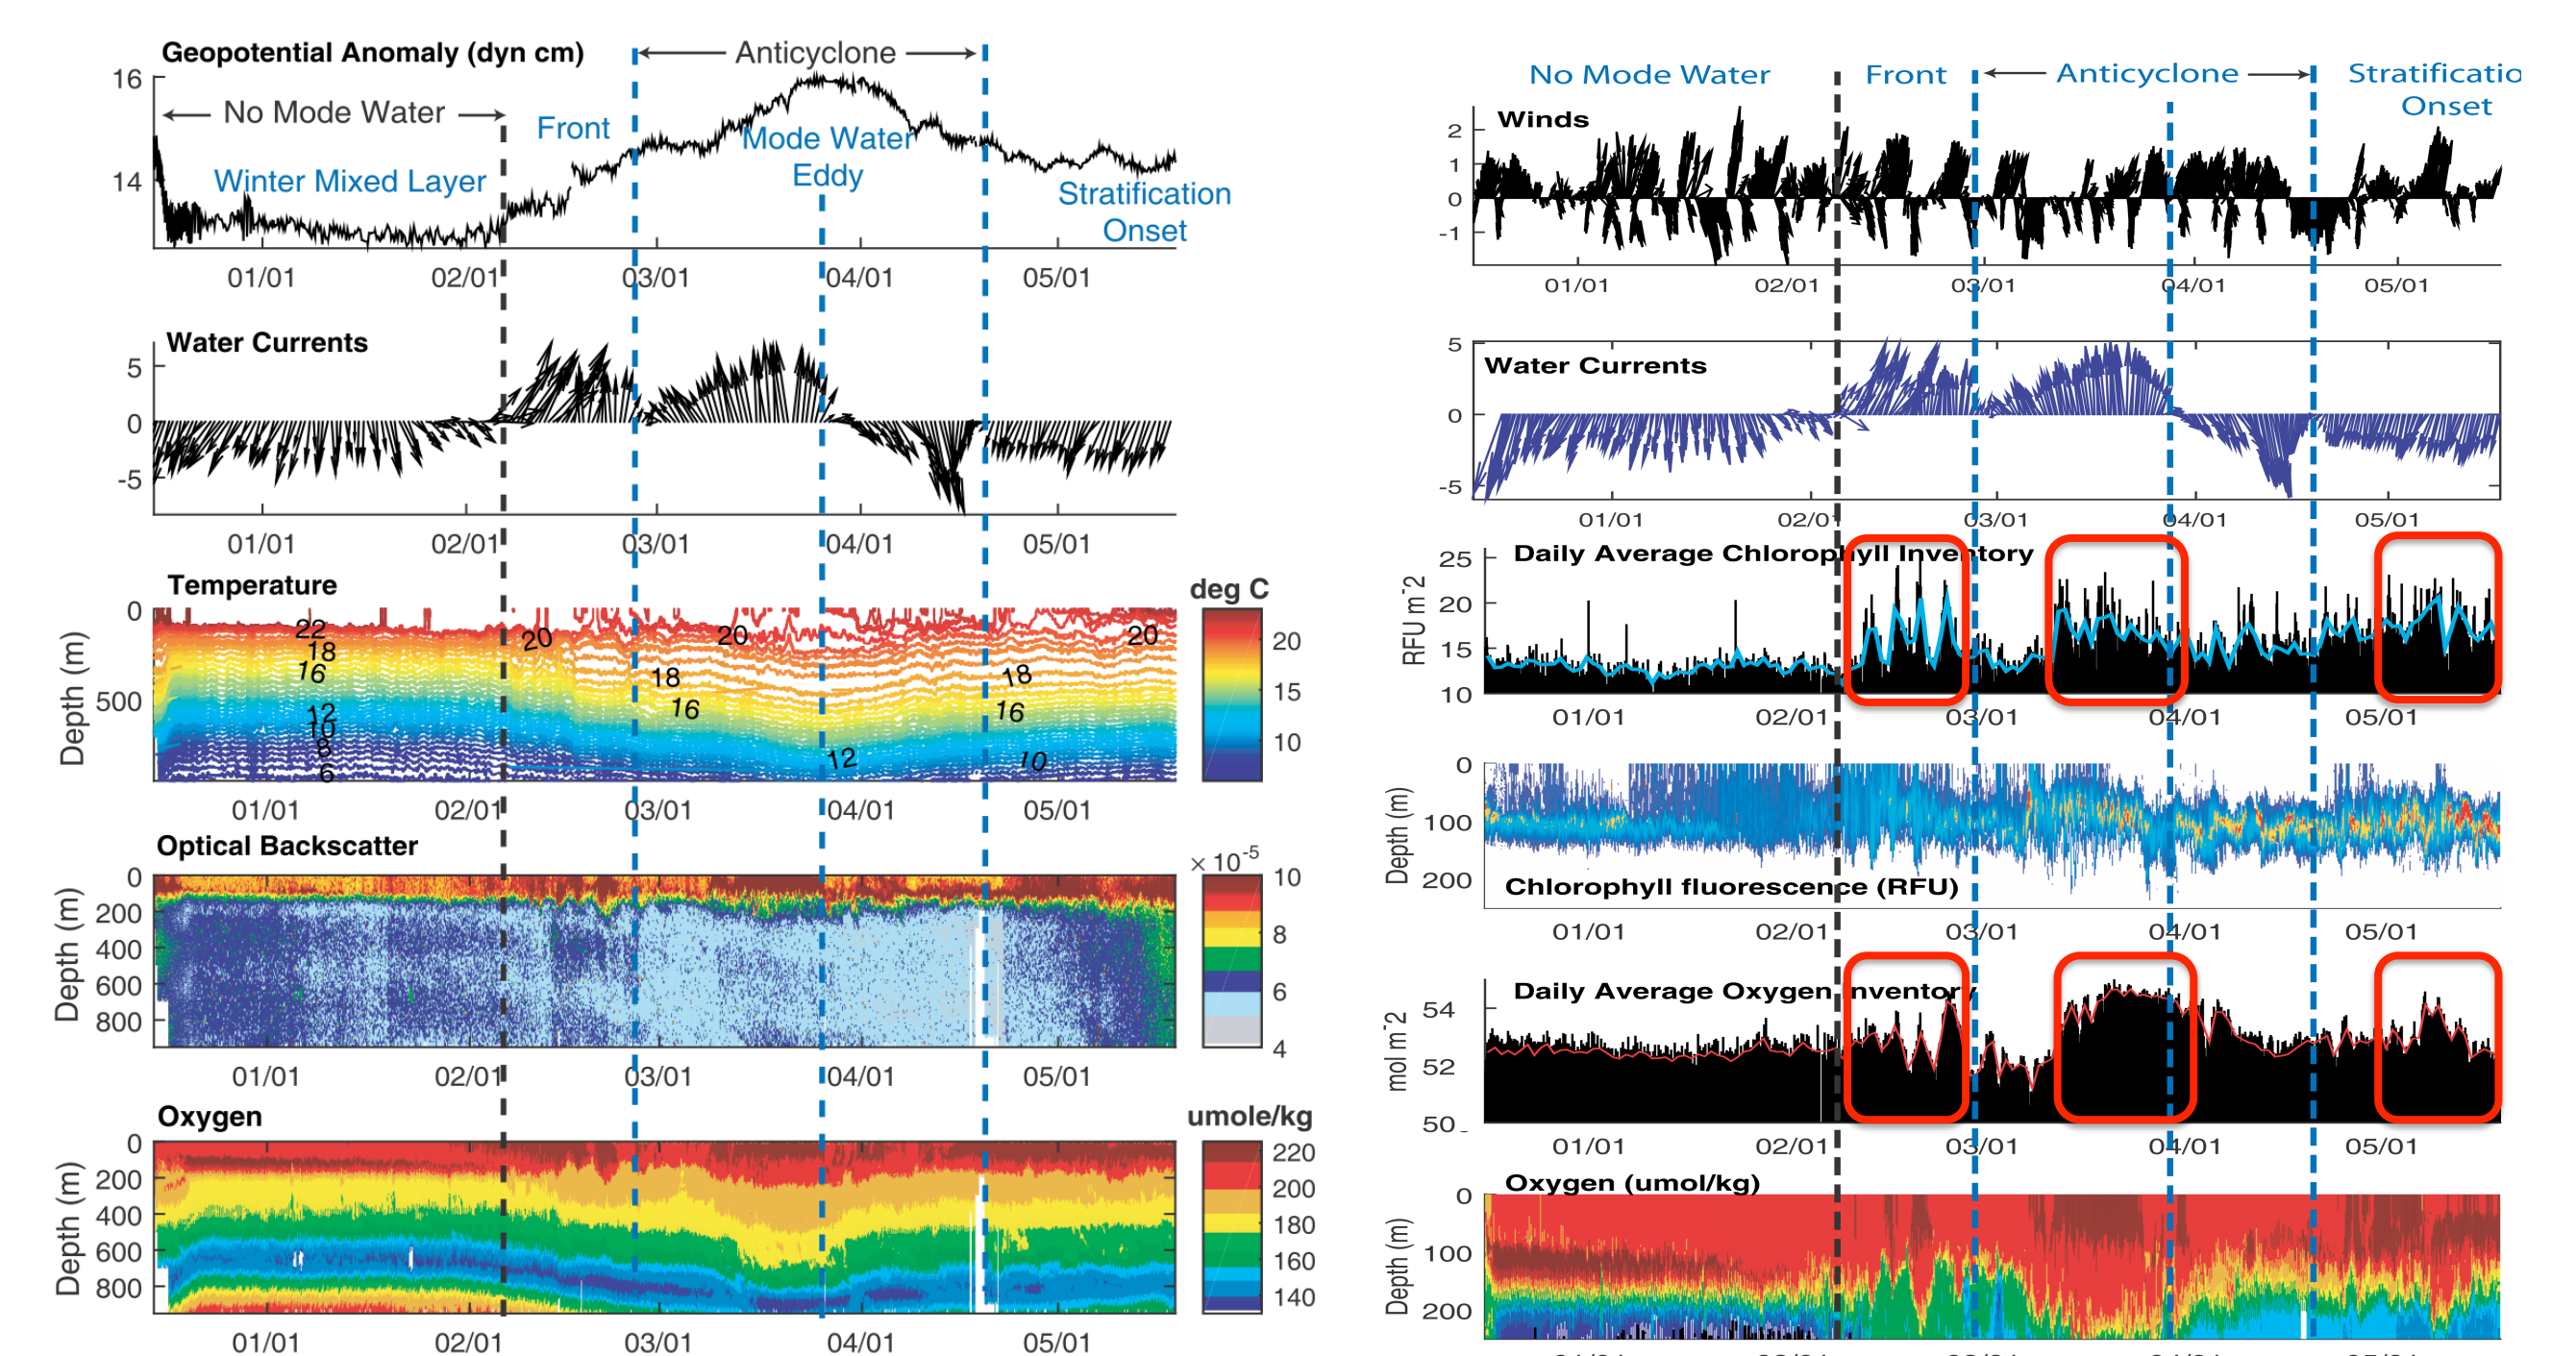 Geopotential Anomaly (dyn cm)
Anticyclone
16
No Mode Water
Front
Mode Water
Eddy
14
Winter Mixed Layer
Stratification
Onset
01/01 02/01 03/01 04/01 05/01
Water Currents
5
0
-5
01/01 02/01 03/01 04/01 05/01
Temperature
deg C
0
22
20 20 20
20
18
16
18 18
15
500
Depth (m)
16 16
12
10
8
6
12 10
10
01/01 02/01 03/01 04/01 05/01
Optical Backscatter
× 10-5
0
200
400
600
800
Depth (m)
10
8
6
4
01/01 02/01 03/01 04/01 05/01
Oxygen
umole/kg
0
200
400
600
800
Depth (m)
220
200
180
160
140
01/01 02/01 03/01 04/01 05/01
No Mode Water
Front
Anticyclone
Stratificatio
Onset
Winds
2
1
0
-1
01/01 02/01 03/01 04/01 05/01
Water Currents
5
0
-5
01/01 02/01 03/01 04/01 05/01
Daily Average Chlorophyll Inventory
25
20
15
10
RFU m-2
01/01 02/01 03/01 04/01 05/01
0
100
200
Depth (m)
Chlorophyll fluorescence (RFU)
01/01 02/01 03/01 04/01 05/01
Daily Average Oxygen Inventory
54
52
50
mol m-2
01/01 02/01 03/01 04/01 05/01
Oxygen (umol/kg)
0
100
200
Depth (m)